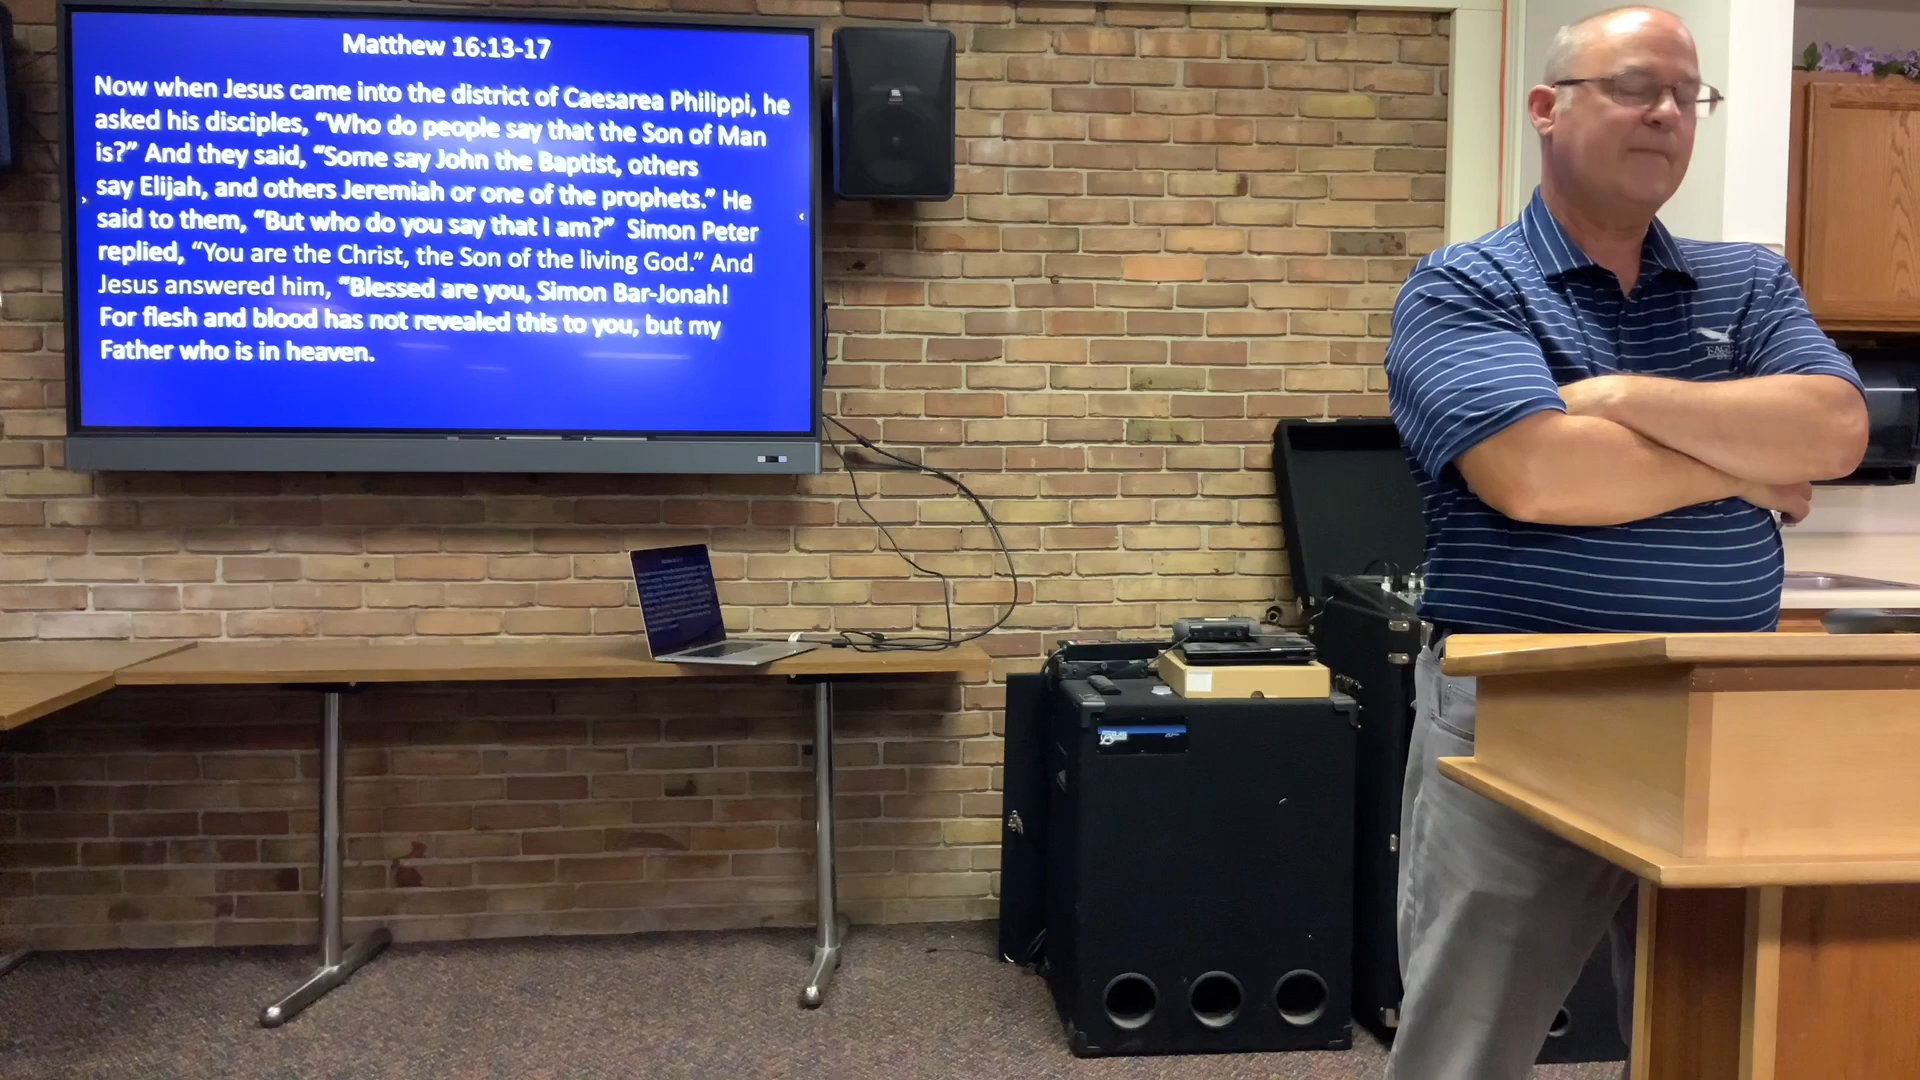 Matthew 16:13-17
Now when Jesus came into the district of Caesarea Philippi, he
asked his disciples, “Who do people say that the Son of Man
is?” And they said, “Some say John the Baptist, others
say Elijah, and others Jeremiah or one of the prophets.” He
said to them, “But who do you say that I am?”  Simon Peter
replied, “You are the Christ, the Son of the living God.” And
Jesus answered him, “Blessed are you, Simon Bar-Jonah!
For flesh and blood has not revealed this to you, but my
Father who is in heaven.
JBL